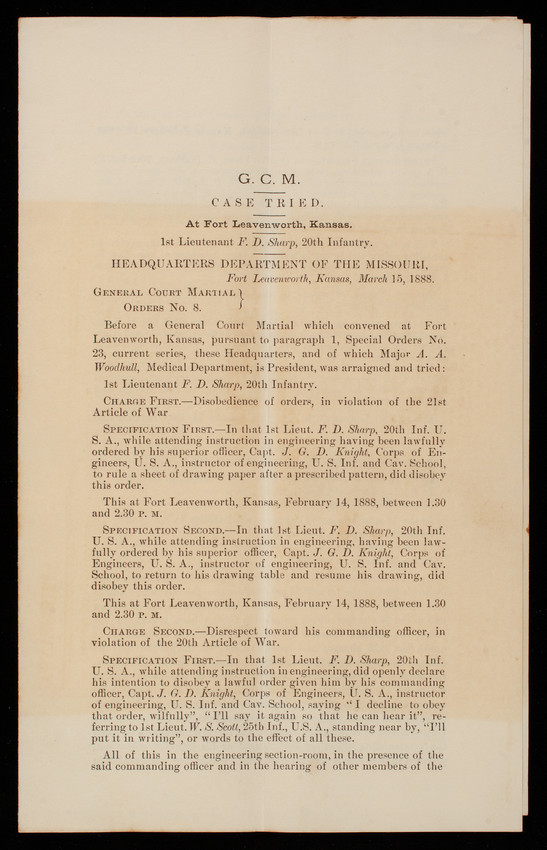 G. C. M.
CASE TRIED.
At Fort Leavenworth, Kansas.
1st Lieutenant F. D. Sharp, 20th Infantry.
HEADQUARTERS DEPARTMENT OF THE MISSOURI,
Fort Leavenworth, Kansas, March 15, 1888.
GENERAL COURT MARTIAL }
ORDERS NO. 8. }
Before a General Court Martial which convened at Fort
Leavenworth, Kansas, pursuant to paragraph 1, Special Orders No.
23, current series, these Headquarters, and of which Major A. A.
Woodhull, Medical Department, is President, was arraigned and tried:
1st Lieutenant F. D. Sharp, 20th Infantry.
CHARGE FIRST.—Disobedience of orders, in violation of the 21st
Article of War
SPECIFICATION FIRST.—In that 1st Lieut. F. D. Sharp, 20th Inf. U.
S. A., while attending instruction in engineering having been lawfully
ordered by his superior officer, Capt. J. G. D. Knight, Corps of En-
gineers, U. S. A., instructor of engineering, U. S. Inf. and Cav. School,
to rule a sheet of drawing paper after a prescribed pattern, did disobey
this order.
This at Fort Leavenworth, Kansas, February 14, 1888, between 1.30
and 2.30 P. M.
SPECIFICATION SECOND.—In that 1st Lieut. F. D. Sharp, 20th Inf.
U. S. A., while attending instruction in engineering, having been law-
fully ordered by his superior officer, Capt. J. G. D. Knight, Corps of
Engineers, U. S. A., instructor of engineering, U. S. Inf. and Cav.
School, to return to his drawing table and resume his drawing, did
disobey this order.
This at Fort Leavenworth, Kansas, February 14, 1888, between 1.30
and 2.30 P. M.
CHARGE SECOND.—Disrespect toward his commanding officer, in
violation of the 20th Article of War.
SPECIFICATION FIRST.—In that 1st Lieut. F. D. Sharp, 20th Inf.
U. S. A., while attending instruction in engineering, did openly declare
his intention to disobey a lawful order given him by his commanding
officer, Capt. J. G. D. Knight, Corps of Engineers, U. S. A., instructor
of engineering, U. S. Inf. and Cav. School, saying “I decline to obey
that order, wilfully”, “I'll say it again so that he can hear it”, re-
ferring to 1st Lieut. W. S. Scott, 25th Inf., U.S. A., standing near by, “I'll
put it in writing”, or words to the effect of all these.
All of this in the engineering section-room, in the presence of the
said commanding officer and in the hearing of other members of the